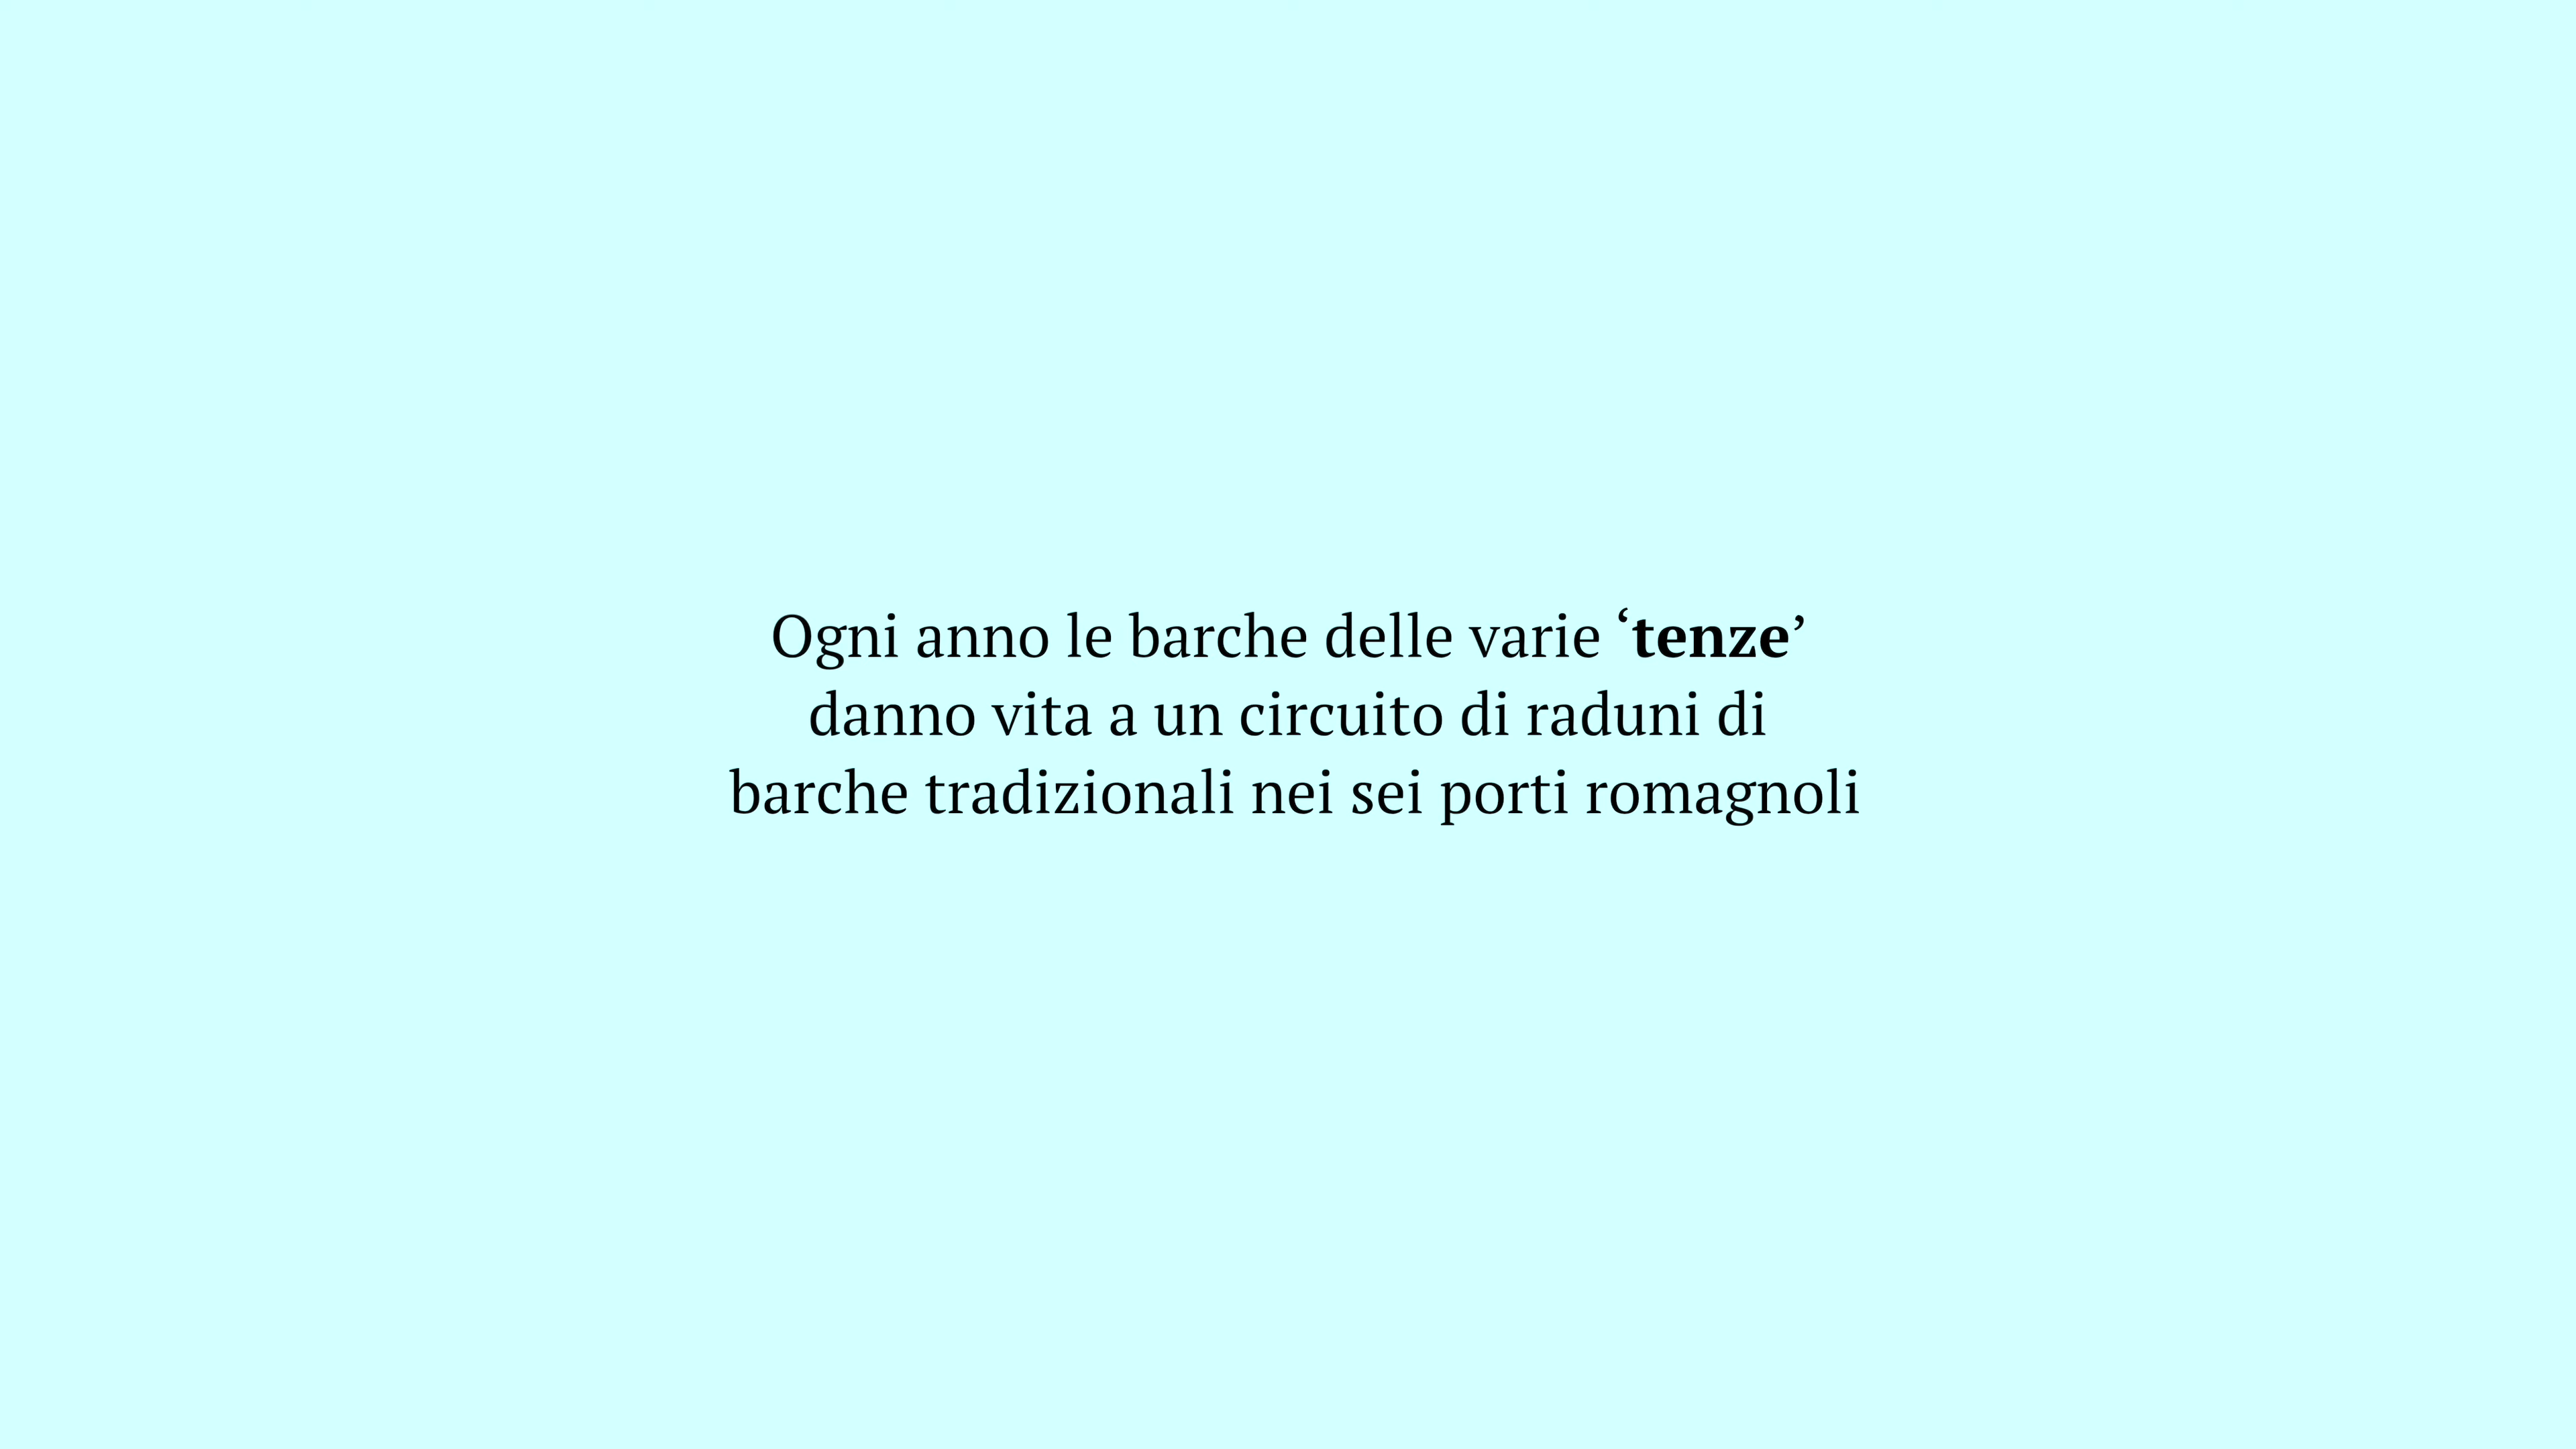 Ogni anno le barche delle varie ‘tenze’
danno vita a un circuito di raduni di
barche tradizionali nei sei porti romagnoli